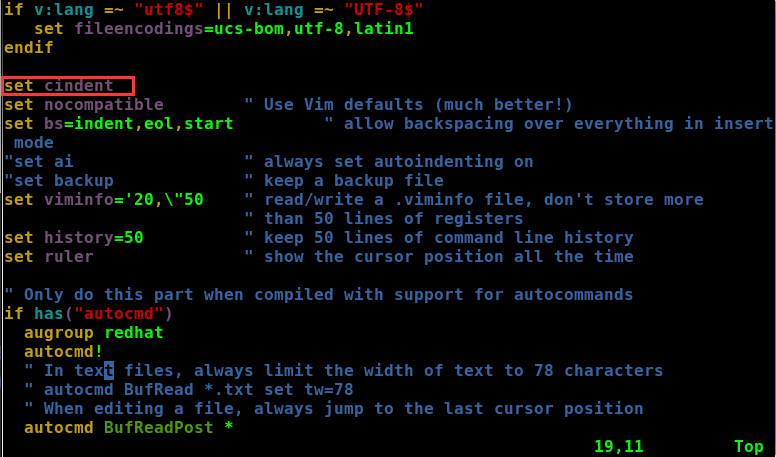 if v:lang =~ "utf8$" || v:lang =~ "UTF-8$"
   set fileencodings=ucs-bom,utf-8,latin1
endif
set cindent
set nocompatible        " Use Vim defaults (much better!)
set bs=indent,eol,start         " allow backspacing over everything in insert
 mode
"set ai                 " always set autoindenting on
"set backup             " keep a backup file
set viminfo='20,\"50    " read/write a .viminfo file, don't store more
                        " than 50 lines of registers
set history=50          " keep 50 lines of command line history
set ruler               " show the cursor position all the time
" Only do this part when compiled with support for autocommands
if has("autocmd")
  augroup redhat
  autocmd!
  " In text files, always limit the width of text to 78 characters
  " autocmd BufRead *.txt set tw=78
  " When editing a file, always jump to the last cursor position
  autocmd BufReadPost *
19,11         Top